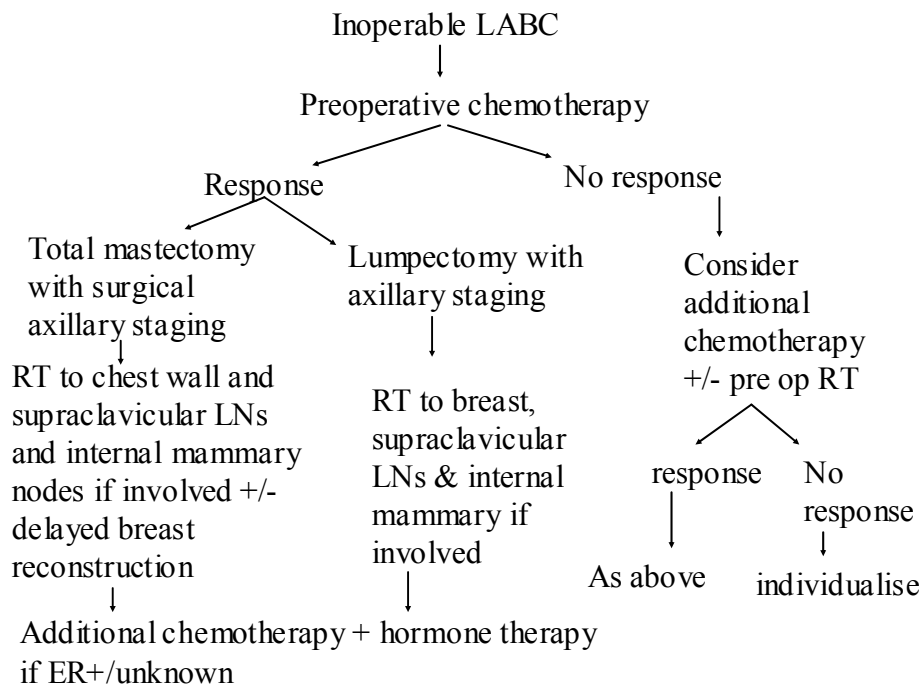 Inoperable LABC
Preoperative chemotherapy
Response
No response
Total mastectomy
with surgical
axillary staging
Lumpectomy with
axillary staging
Consider
additional
chemotherapy
+/- pre op RT
RT to chest wall and
supraclavicular LNs
and internal mammary
nodes if involved +/-
delayed breast
reconstruction
RT to breast,
supraclavicular
LNs & internal
mammary if
involved
response
No
response
As above
individualise
Additional chemotherapy + hormone therapy
if ER+/unknown